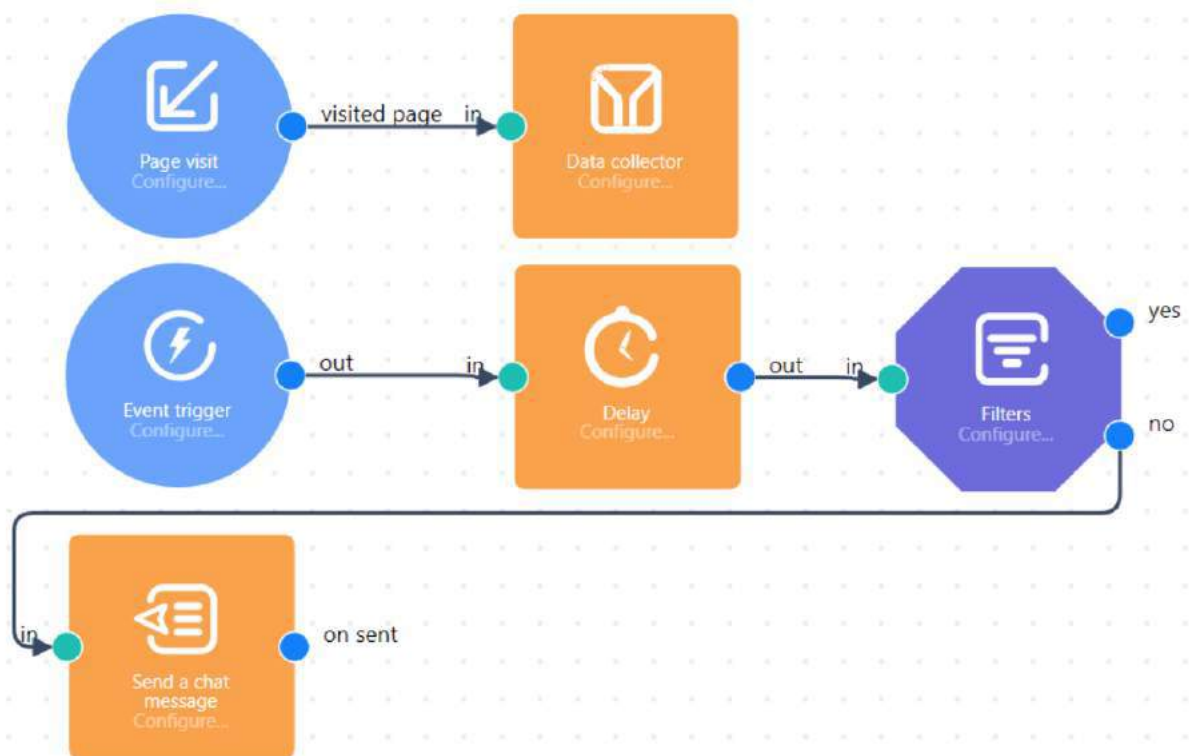 visited page
in
Page visit
Configure...
Data collector
Configure...
out
in
out
in
yes
no
Event trigger
Configure...
Delay
Configure...
Filters
Configure...
in
on sent
Send a chat
message
Configure...